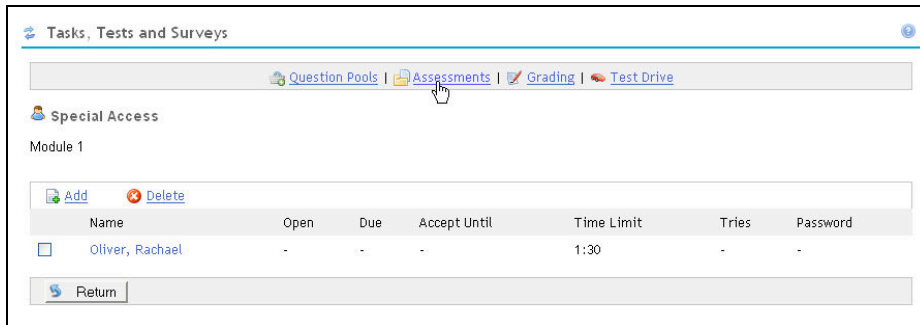 Tasks, Tests and Surveys
Question Pools | Assessments | Grading | Test Drive
Special Access
Module 1
Add Delete
Name Open Due Accept Until Time Limit Tries Password
Oliver, Rachael - - - 1:30 - -
Return